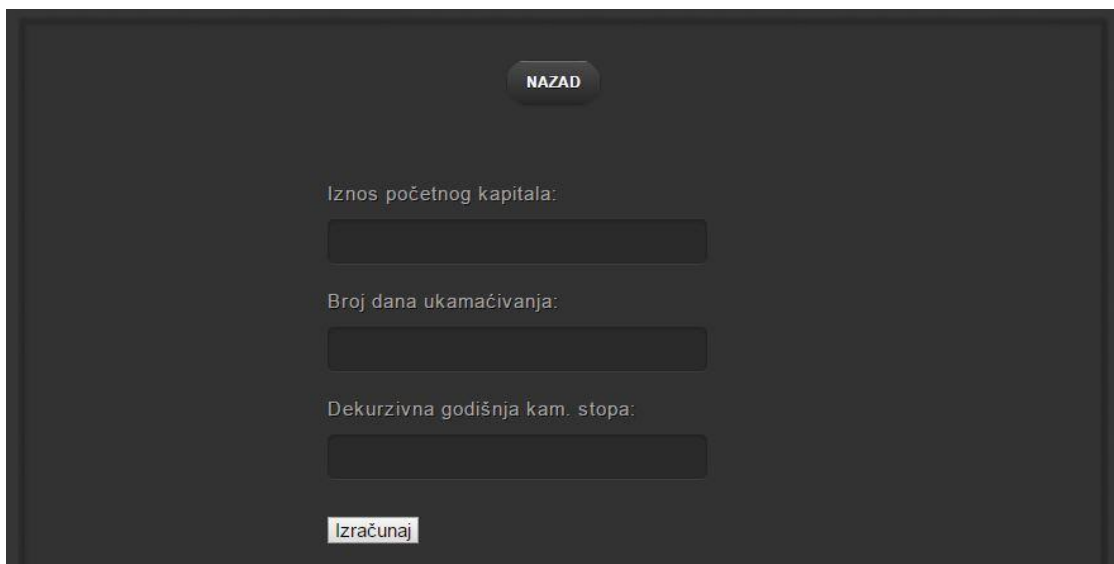 NAZAD
Iznos početnog kapitala:
Broj dana ukamaćivanja:
Dekurzivna godišnja kam. stopa:
Izračunaj